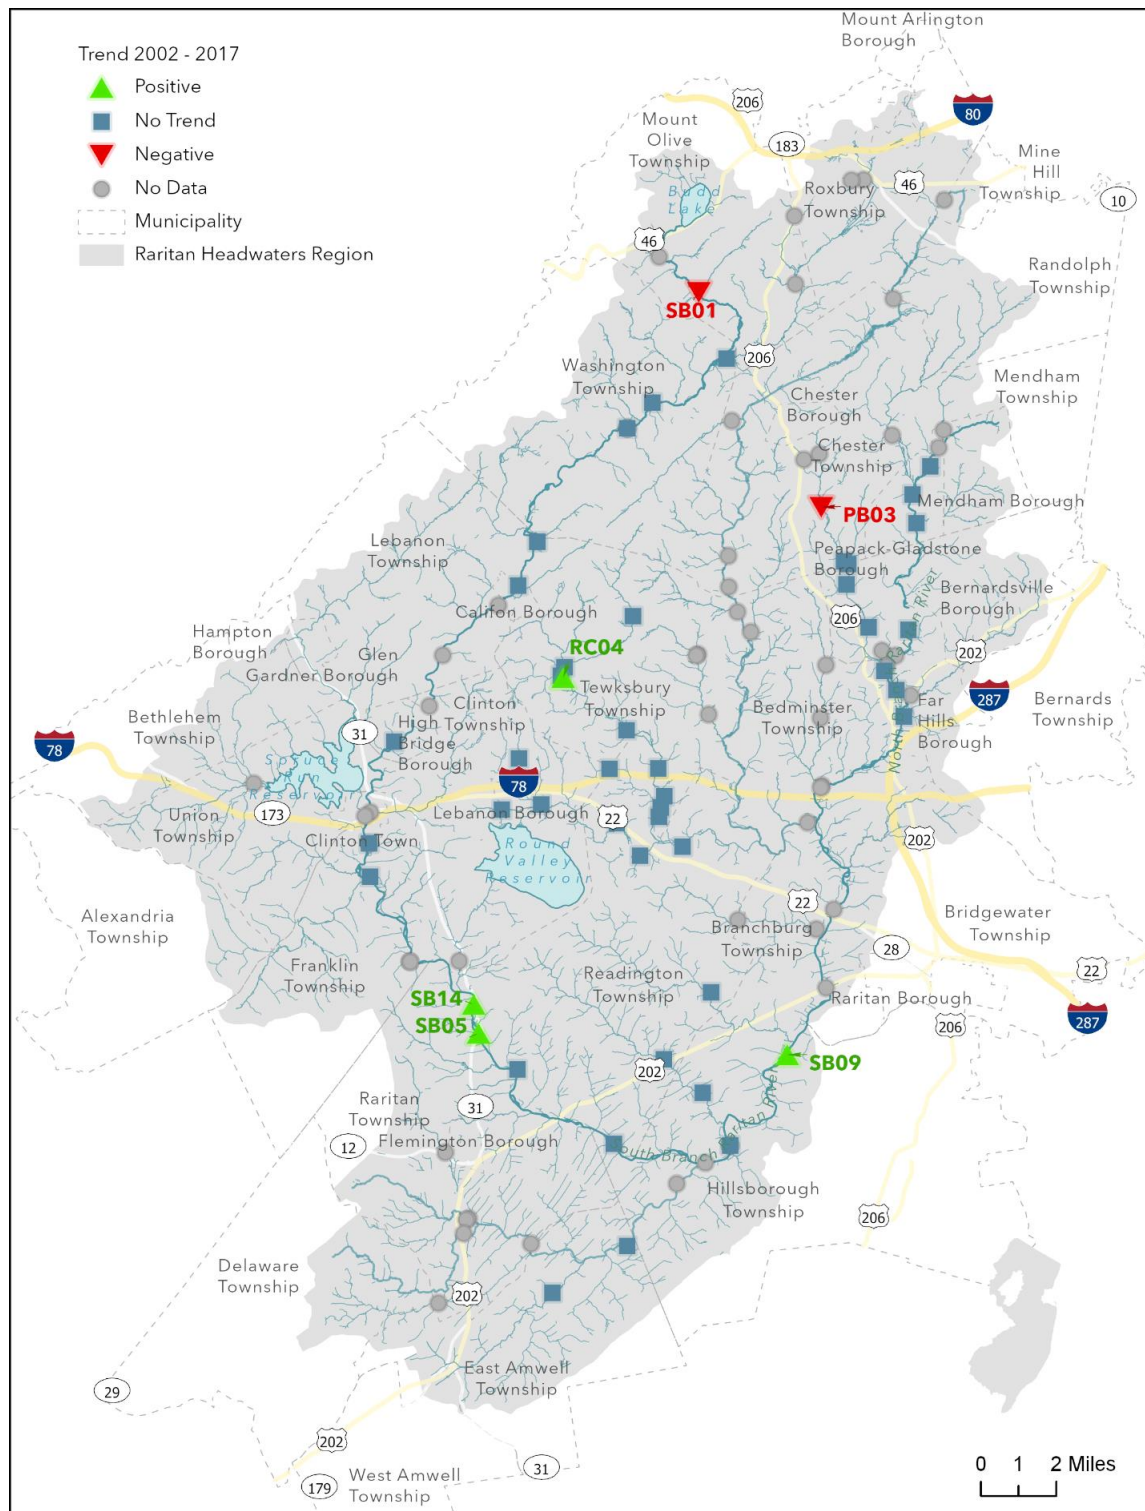 Trend 2002 - 2017
Positive
No Trend
Negative
No Data
Municipality
Raritan Headwaters Region
Mount Arlington
Borough
206
80
Mount
Olive
Township
183
Mine
Hill
Township
46
Roxbury
Township
Budd
Lake
10
46
Randolph
Township
SB01
206
Washington
Township
Mendham
Township
Chester
Borough
Chester
Township
Mendham Borough
PB03
Lebanon
Township
Peapack-Gladstone
Borough
Bernardsville
Borough
Califon Borough
206
Hampton
Borough
RC04
202
Glen
Gardner Borough
Tewksbury
Township
287
Bernards
Township
Clinton
Township
Bedminster
Township
Far
Hills
Borough
Bethlehem
Township
31
High
Bridge
Borough
78
Spruce
Run
Reservoir
78
173
Union
Township
Lebanon Borough
22
Clinton Town
202
Round
Valley
Reservoir
22
Alexandria
Township
Branchburg
Township
Bridgewater
Township
28
Franklin
Township
Readington
Township
22
SB14
Raritan Borough
287
SB05
206
SB09
202
Raritan
Township
31
12
Flemington Borough
South Branch Raritan River
Hillsborough
Township
206
Delaware
Township
202
East Amwell
Township
29
202
31
0 1 2 Miles
179
West Amwell
Township